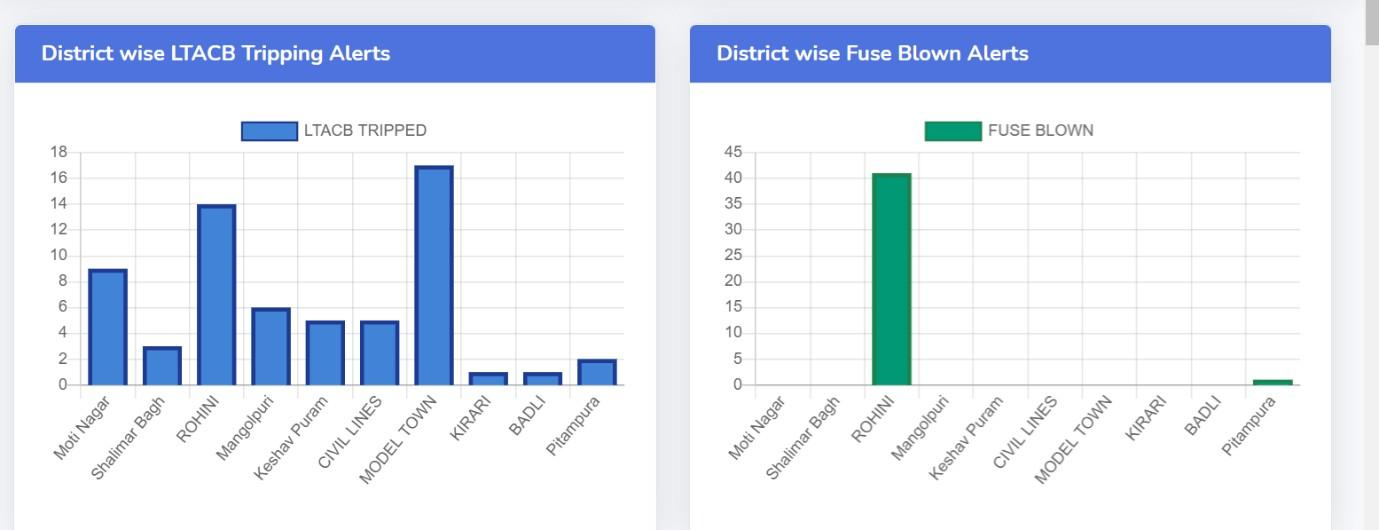 District wise LTACB Tripping Alerts
LTACB TRIPPED
18
16
14
12
10
8
6
4
2
0
Moti Nagar
Shalimar Bagh
ROHINI
Mangolpuri
Keshav Puram
CIVIL LINES
MODEL TOWN
KIRARI
BADLI
Pitampura
District wise Fuse Blown Alerts
FUSE BLOWN
45
40
35
30
25
20
15
10
5
0
Moti Nagar
Shalimar Bagh
ROHINI
Mangolpuri
Keshav Puram
CIVIL LINES
MODEL TOWN
KIRARI
BADLI
Pitampura